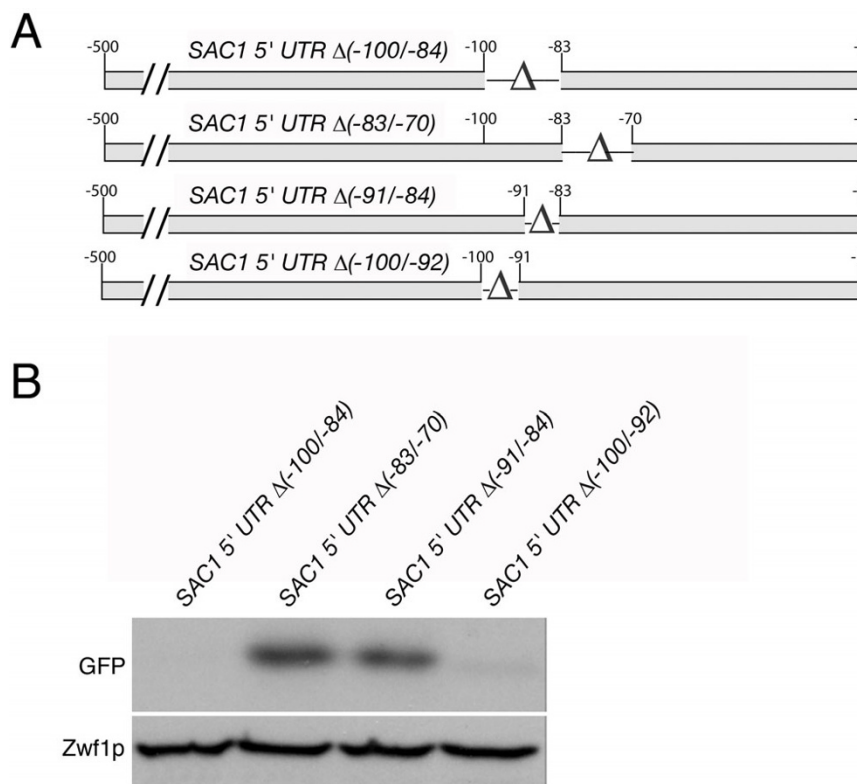 A
-500 SAC1 5' UTR Δ(-100/-84) -100 -83
Δ
-500 SAC1 5' UTR Δ(-83/-70) -100 -83 -70
Δ
-500 SAC1 5' UTR Δ(-91/-84) -91 -83
Δ
-500 SAC1 5' UTR Δ(-100/-92) -100 -91
Δ
B
SAC1 5' UTR Δ(-100/-84)
SAC1 5' UTR Δ(-83/-70)
SAC1 5' UTR Δ(-91/-84)
SAC1 5' UTR Δ(-100/-92)
GFP
Zwf1p